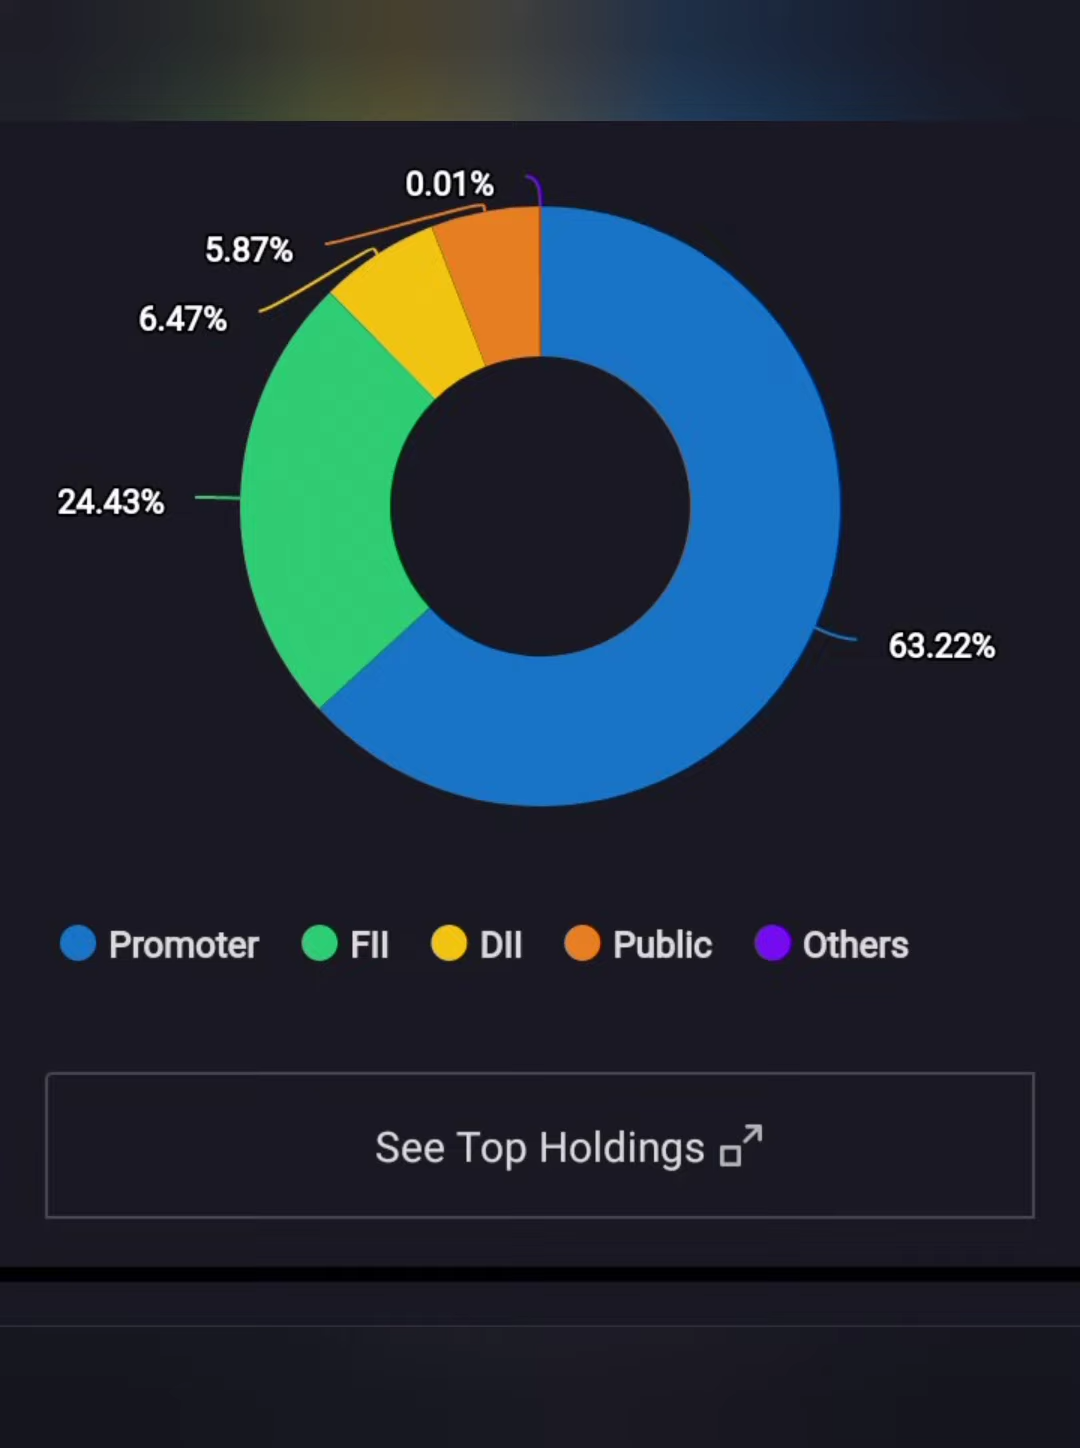 0.01%
5.87%
6.47%
24.43%
63.22%
Promoter FII DII Public Others
See Top Holdings